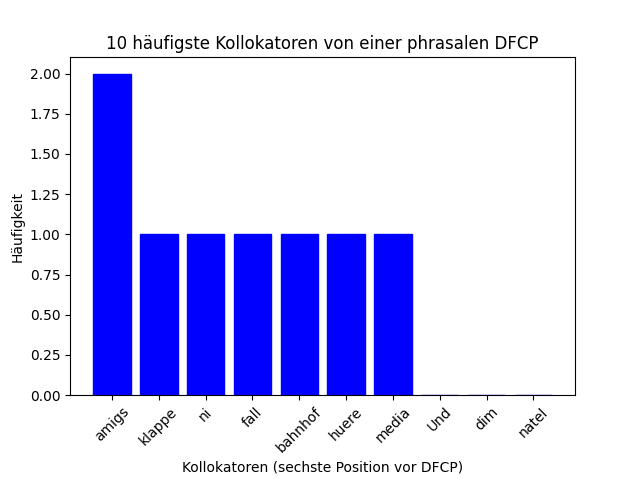 10 häufigste Kollokatoren von einer phrasalen DFCP
2.00
1.75
1.50
1.25
1.00
0.75
0.50
0.25
0.00
Häufigkeit
amigs
klappe
ni
fall
bahnhof
huere
media
Und
dim
natel
Kollokatoren (sechste Position vor DFCP)